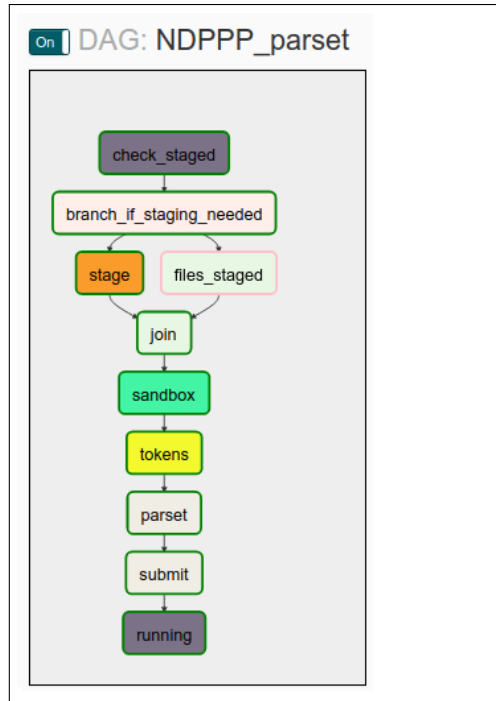 On DAG: NDPPP_parset
check_staged
branch_if_staging_needed
stage files_staged
join
sandbox
tokens
parset
submit
running